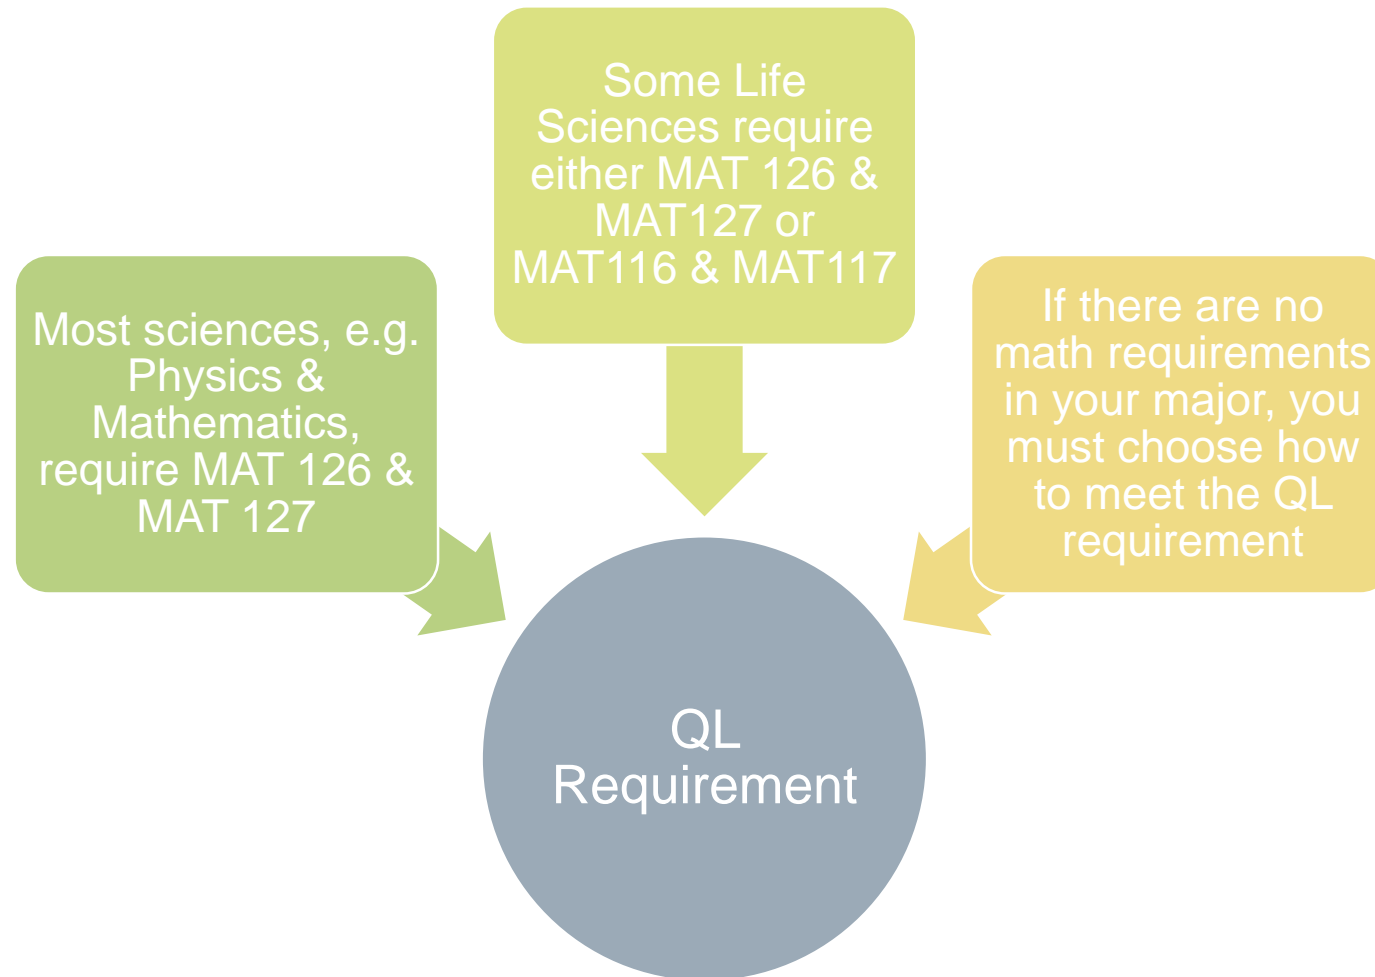 Most sciences, e.g.
Physics &
Mathematics,
require MAT 126 &
MAT 127
Some Life
Sciences require
either MAT 126 &
MAT127 or
MAT116 & MAT117
If there are no
math requirements
in your major, you
must choose how
to meet the QL
requirement
QL
Requirement